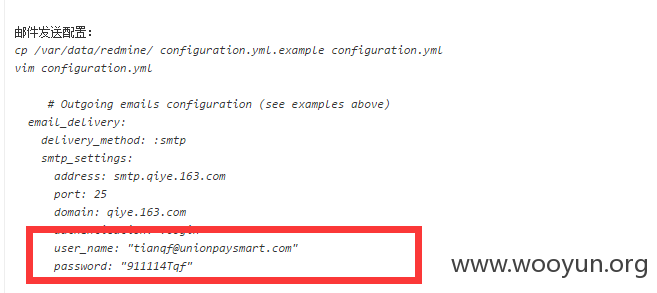 邮件发送配置：
cp /var/data/redmine/ configuration.yml.example configuration.yml
vim configuration.yml
# Outgoing emails configuration (see examples above)
email_delivery:
delivery_method: :smtp
smtp_settings:
address: smtp.qiye.163.com
port: 25
domain: qiye.163.com
user_name: "tianqf@unionpaysmart.com"
password: "911114Tqf"
www.wooyun.org